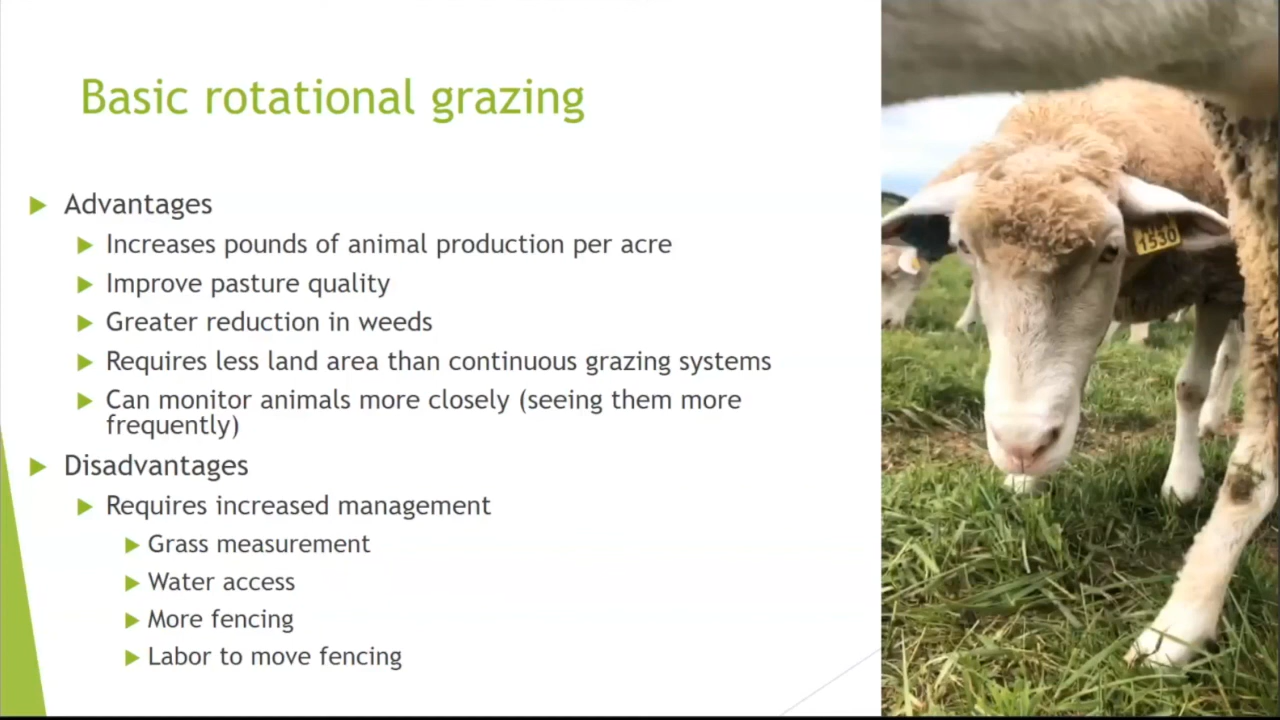 Basic rotational grazing
Advantages
Increases pounds of animal production per acre
Improve pasture quality
Greater reduction in weeds
Requires less land area than continuous grazing systems
Can monitor animals more closely (seeing them more
frequently)
Disadvantages
Requires increased management
Grass measurement
Water access
More fencing
Labor to move fencing
1530